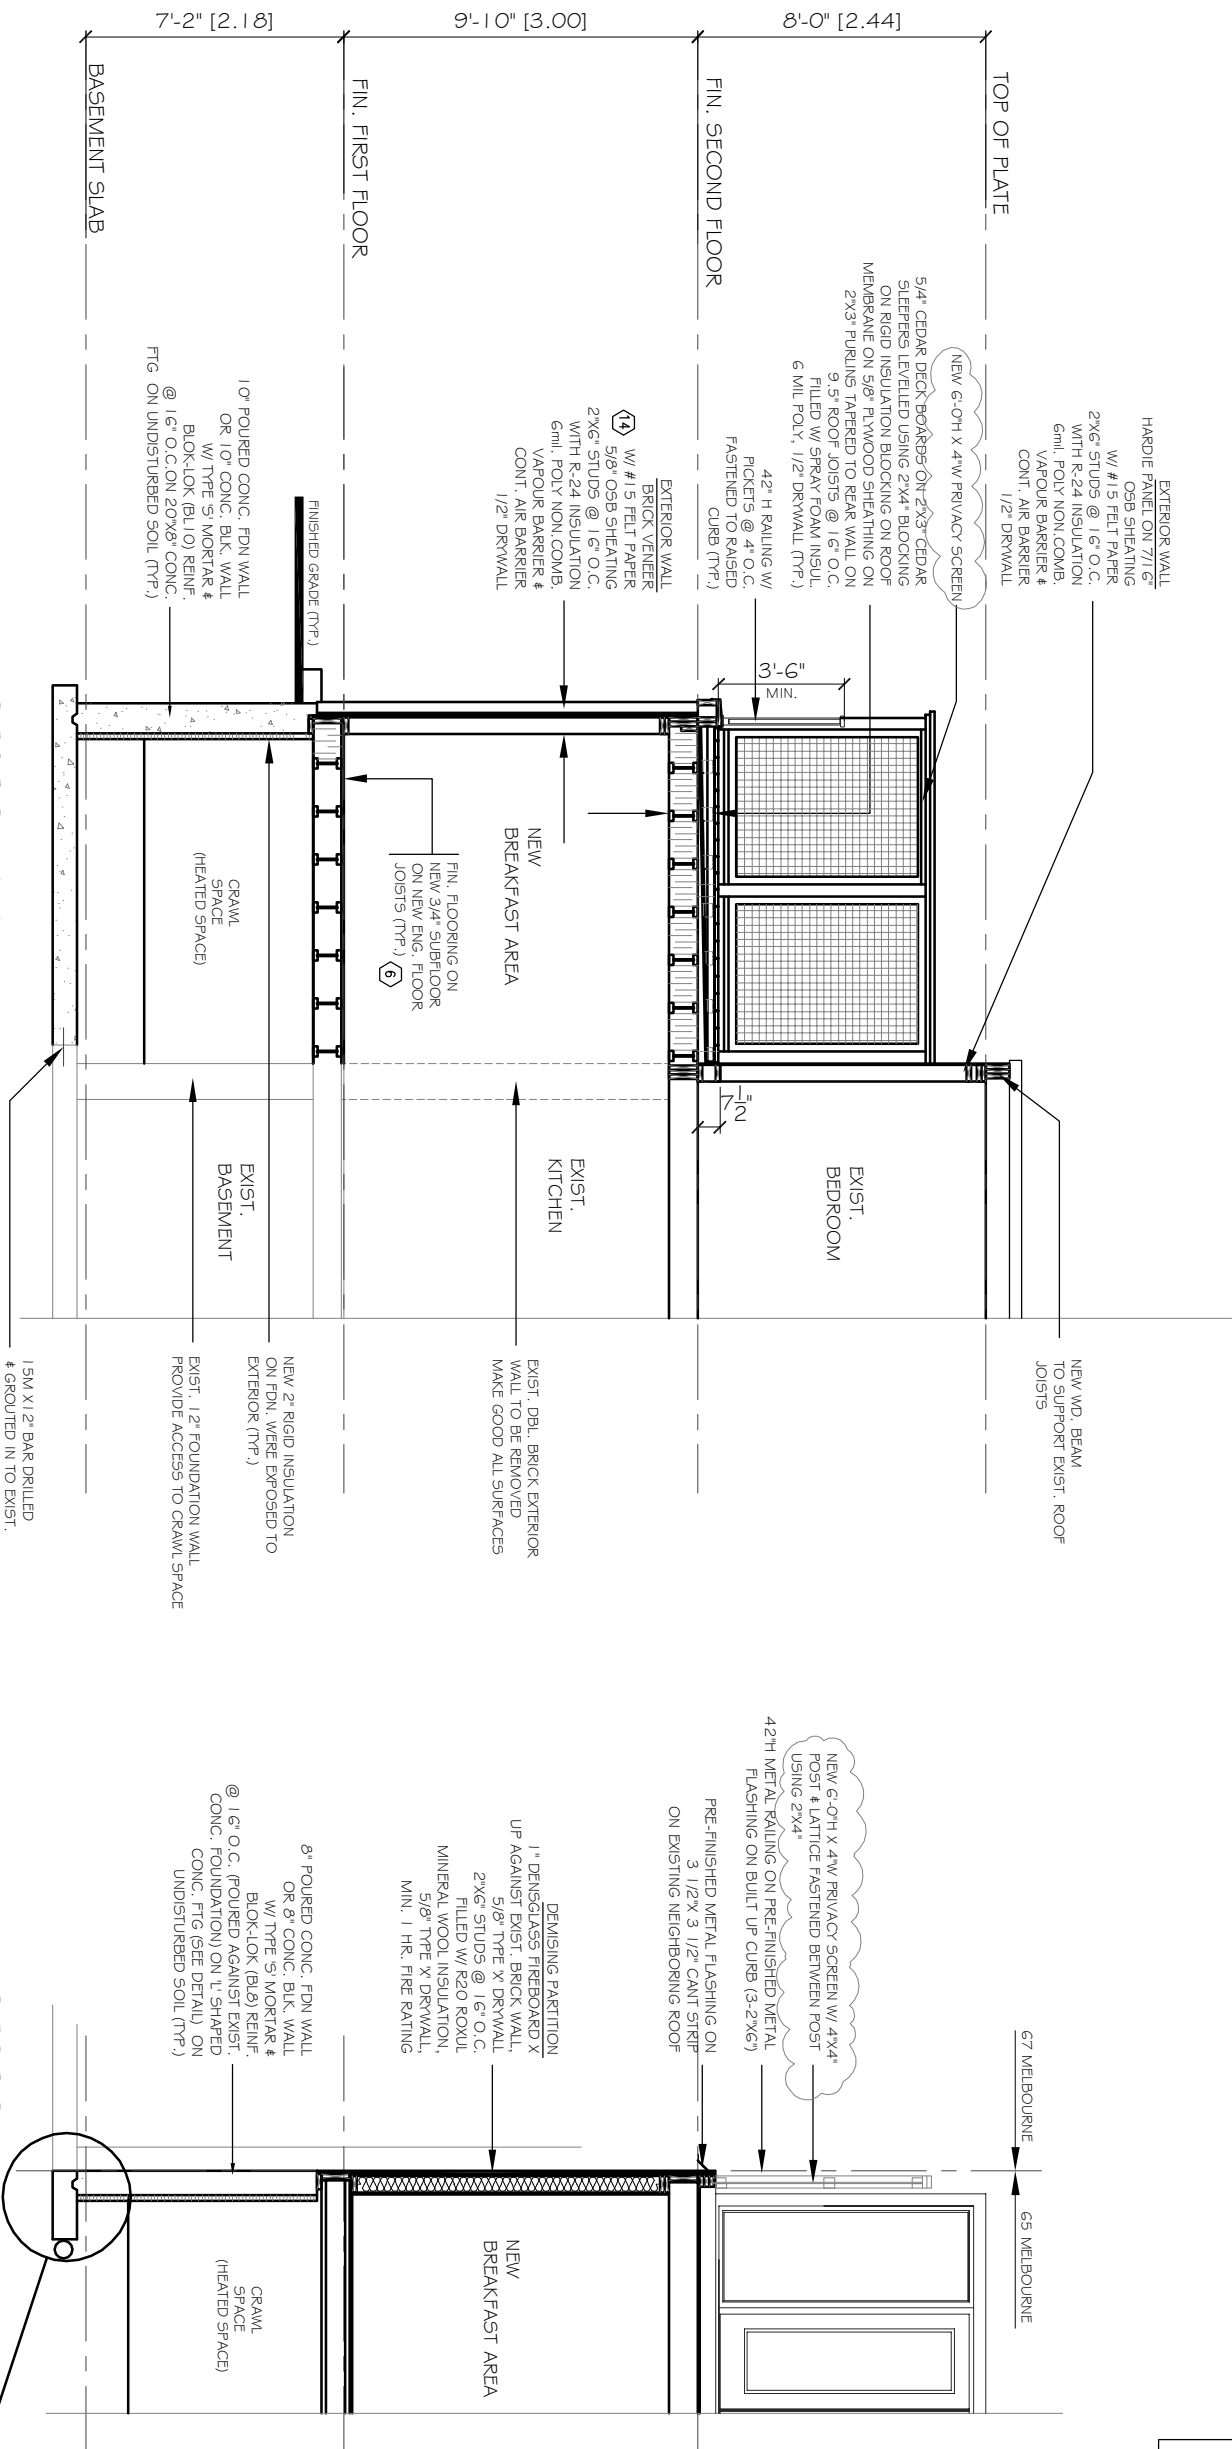 TOP OF PLATE
FIN. SECOND FLOOR
FIN. FIRST FLOOR
BASEMENT SLAB
8'-0" [2.44]
9'-10" [3.00]
7'-2" [2.18]
EXTERIOR WALL
HARDIE PANEL ON 7/16"
OSB SHEATING
W/ #15 FELT PAPER
2"X6" STUDS @ 16" O.C.
WITH R-24 INSULATION
6mil. POLY NON.COMB.
VAPOUR BARRIER &
CONT. AIR BARRIER
1/2" DRYWALL
NEW 6'-0"H X 4"W PRIVACY SCREEN
5/4" CEDAR DECK BOARDS ON 2"X3" CEDAR
SLEEPERS LEVELLED USING 2"X4" BLOCKING
ON RIGID INSULATION BLOCKING ON ROOF
MEMBRANE ON 5/8" PLYWOOD SHEATHING ON
2"X3" PURLINS TAPERED TO REAR WALL ON
9.5" ROOF JOISTS @ 16" O.C.
FILLED W/ SPRAY FOAM INSUL.
6 MIL POLY, 1/2" DRYWALL (TYP.)
42" H RAILING W/
PICKETS @ 4" O.C.
FASTENED TO RAISED
CURB (TYP.)
EXTERIOR WALL
BRICK VENEER
W/ #15 FELT PAPER
14
5/8" OSB SHEATING
2"X6" STUDS @ 16" O.C.
WITH R-24 INSULATION
6mil. POLY NON.COMB.
VAPOUR BARRIER &
CONT. AIR BARRIER
1/2" DRYWALL
FINISHED GRADE (TYP.)
10" POURED CONC. FDN WALL
OR 10" CONC. BLK. WALL
W/ TYPE 'S' MORTAR &
BLOK-LOK (BL10) REINF.
@ 16" O.C.ON 20"X8" CONC.
FTG ON UNDISTURBED SOIL (TYP.)
3'-6"
MIN.
7 1/2"
NEW
BREAKFAST AREA
FIN. FLOORING ON
NEW 3/4" SUBFLOOR
ON NEW ENG. FLOOR
JOISTS (TYP.)
6
CRAWL
SPACE
(HEATED SPACE)
EXIST.
BEDROOM
EXIST.
KITCHEN
EXIST.
BASEMENT
NEW WD. BEAM
TO SUPPORT EXIST. ROOF
JOISTS
EXIST. DBL. BRICK EXTERIOR
WALL TO BE REMOVED
MAKE GOOD ALL SURFACES
NEW 2" RIGID INSULATION
ON FDN. WERE EXPOSED TO
EXTERIOR (TYP.)
EXIST. 12" FOUNDATION WALL
PROVIDE ACCESS TO CRAWL SPACE
15M X 12" BAR DRILLED
& GROUTED IN TO EXIST.
67 MELBOURNE
65 MELBOURNE
NEW 6'-0"H X 4"W PRIVACY SCREEN W/ 4"X4"
POST & LATTICE FASTENED BETWEEN POST
USING 2"X4"
42"H METAL RAILING ON PRE-FINISHED METAL
FLASHING ON BUILT UP CURB (3-2"X6")
PRE-FINISHED METAL FLASHING ON
3 1/2"X 3 1/2" CANT STRIP
ON EXISTING NEIGHBORING ROOF
DEMISING PARTITION
1" DENSGLASS FIREBOARD X
UP AGAINST EXIST. BRICK WALL,
5/8" TYPE 'X' DRYWALL
2"X6" STUDS @ 16" O.C.
FILLED W/ R20 ROXUL
MINERAL WOOL INSULATION,
5/8" TYPE 'X' DRYWALL,
MIN. 1 HR. FIRE RATING
8" POURED CONC. FDN WALL
OR 8" CONC. BLK. WALL
W/ TYPE 'S' MORTAR &
BLOK-LOK (BL8) REINF.
@ 16" O.C. (POURED AGAINST EXIST.
CONC. FOUNDATION) ON 'L' SHAPED
CONC. FTG (SEE DETAIL) ON
UNDISTURBED SOIL (TYP.)
NEW
BREAKFAST AREA
CRAWL
SPACE
(HEATED SPACE)